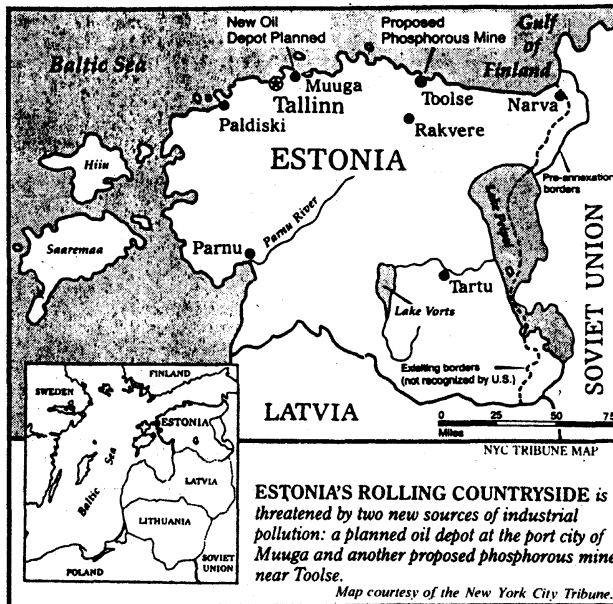 New Oil
Depot Planned
Proposed
Phosphorous Mine
Gulf
of
Finland
Baltic Sea
Muuga
Tallinn
Paldiski
Toolse
Narva
Rakvere
Hiiu
ESTONIA
Pre-annexation
borders
Saaremaa
Parnu River
Parnu
Lake Peipsi
SOVIET UNION
Tartu
Lake Vorts
Existing borders
(not recognized by U.S.)
LATVIA
0 25 50 75
Miles
NYC TRIBUNE MAP
FINLAND
SWEDEN
ESTONIA
Baltic Sea
LATVIA
LITHUANIA
SOVIET
UNION
POLAND
ESTONIA'S ROLLING COUNTRYSIDE is
threatened by two new sources of industrial
pollution: a planned oil depot at the port city of
Muuga and another proposed phosphorous mine
near Toolse.
Map courtesy of the New York City Tribune.